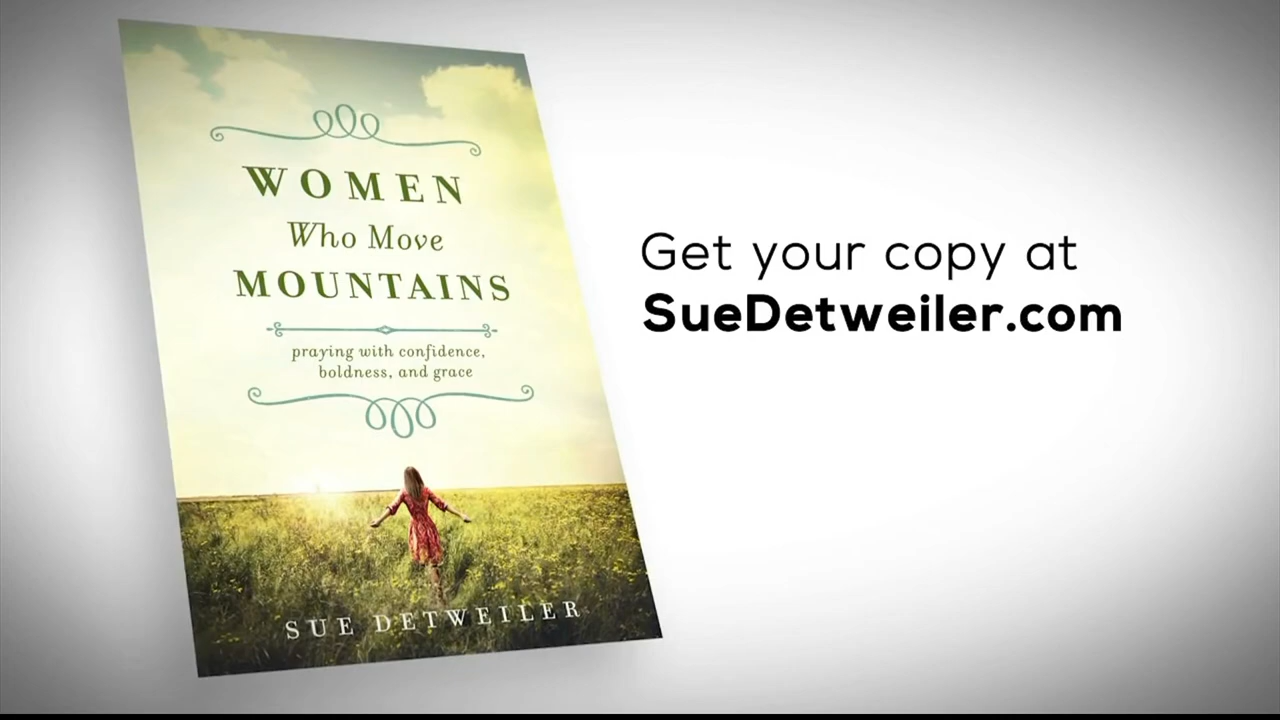 WOMEN
Who Move
MOUNTAINS
praying with confidence,
boldness, and grace
SUE DETWEILER
Get your copy at
SueDetweiler.com